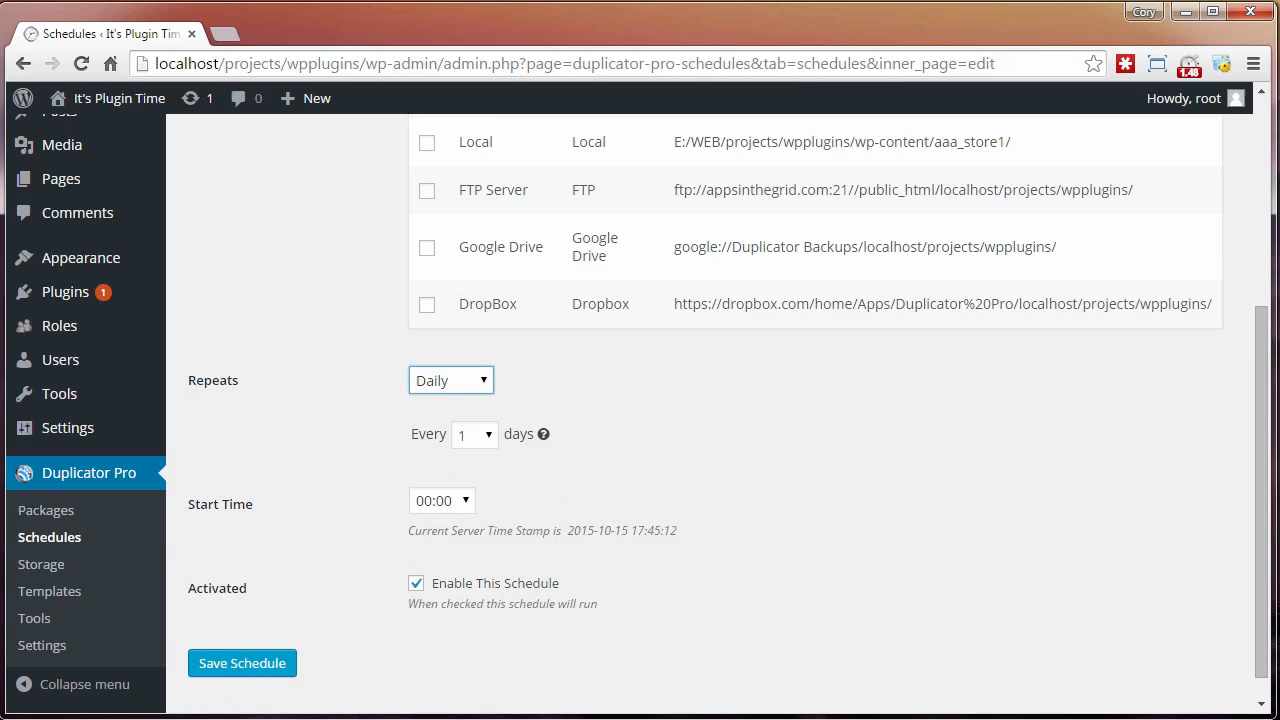 Cory
Schedules ‹ It's Plugin Tim
localhost/projects/wpplugins/wp-admin/admin.php?page=duplicator-pro-schedules&tab=schedules&inner_page=edit
1.48
It's Plugin Time 1 0 New Howdy, root
Posts
Media
Pages
Comments
Appearance
Plugins 1
Roles
Users
Tools
Settings
Duplicator Pro
Packages
Schedules
Storage
Templates
Tools
Settings
Collapse menu
Local Local E:/WEB/projects/wpplugins/wp-content/aaa_store1/
FTP Server FTP ftp://appsinthegrid.com:21//public_html/localhost/projects/wpplugins/
Google Drive Google Drive google://Duplicator Backups/localhost/projects/wpplugins/
DropBox Dropbox https://dropbox.com/home/Apps/Duplicator%20Pro/localhost/projects/wpplugins/
Repeats Daily
Every 1 days ?
Start Time 00:00
Current Server Time Stamp is 2015-10-15 17:45:12
Activated Enable This Schedule
When checked this schedule will run
Save Schedule